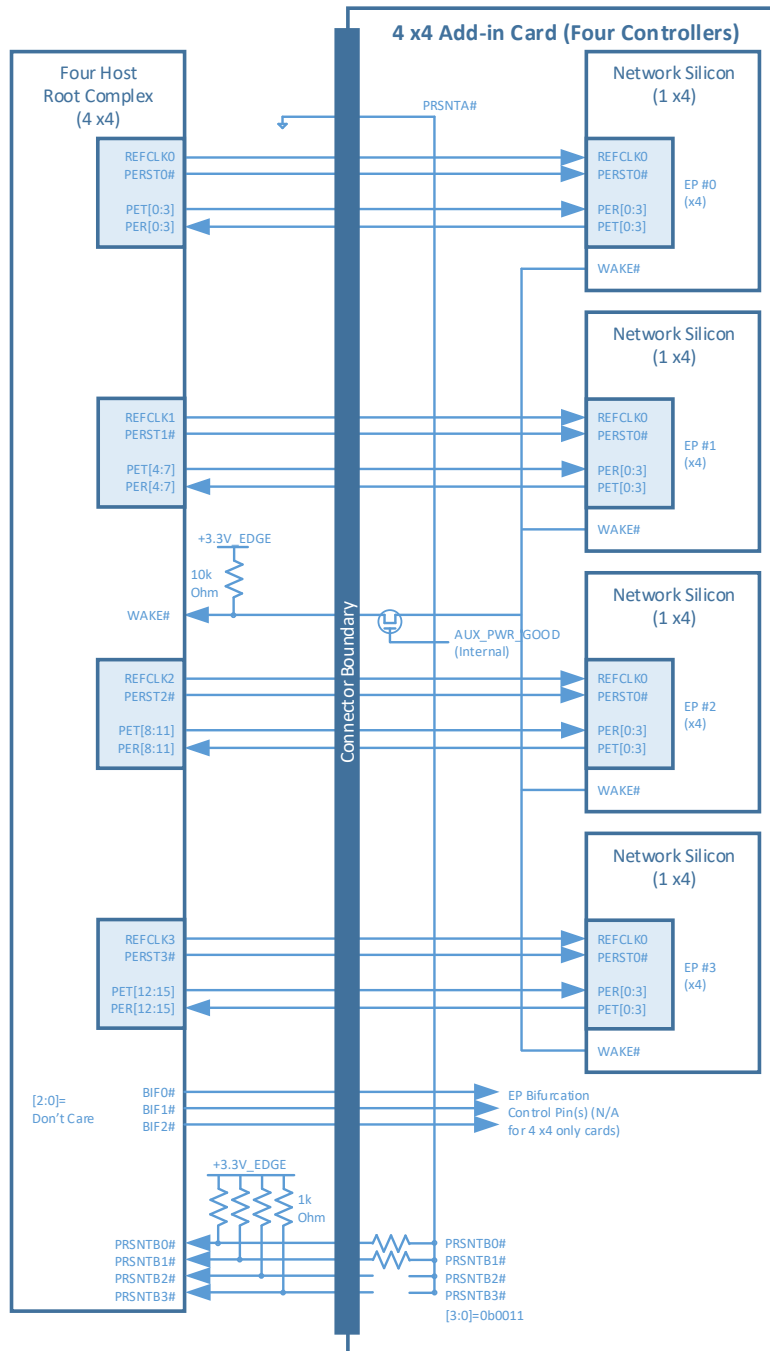 4 x4 Add-in Card (Four Controllers)
Four Host
Root Complex
(4 x4)
Network Silicon
(1 x4)
PRSNTA#
REFCLK0
PERST0#
PET[0:3]
PER[0:3]
REFCLK0
PERST0#
PER[0:3]
PET[0:3]
EP #0
(x4)
WAKE#
Network Silicon
(1 x4)
REFCLK1
PERST1#
PET[4:7]
PER[4:7]
REFCLK0
PERST0#
PER[0:3]
PET[0:3]
EP #1
(x4)
WAKE#
+3.3V_EDGE
10k
Ohm
WAKE#
AUX_PWR_GOOD
(Internal)
Connector Boundary
Network Silicon
(1 x4)
REFCLK2
PERST2#
PET[8:11]
PER[8:11]
REFCLK0
PERST0#
PER[0:3]
PET[0:3]
EP #2
(x4)
WAKE#
Network Silicon
(1 x4)
REFCLK3
PERST3#
PET[12:15]
PER[12:15]
REFCLK0
PERST0#
PER[0:3]
PET[0:3]
EP #3
(x4)
WAKE#
[2:0]=
Don't Care
BIF0#
BIF1#
BIF2#
EP Bifurcation
Control Pin(s) (N/A
for 4 x4 only cards)
+3.3V_EDGE
1k
Ohm
PRSNTB0#
PRSNTB1#
PRSNTB2#
PRSNTB3#
PRSNTB0#
PRSNTB1#
PRSNTB2#
PRSNTB3#
[3:0]=0b0011